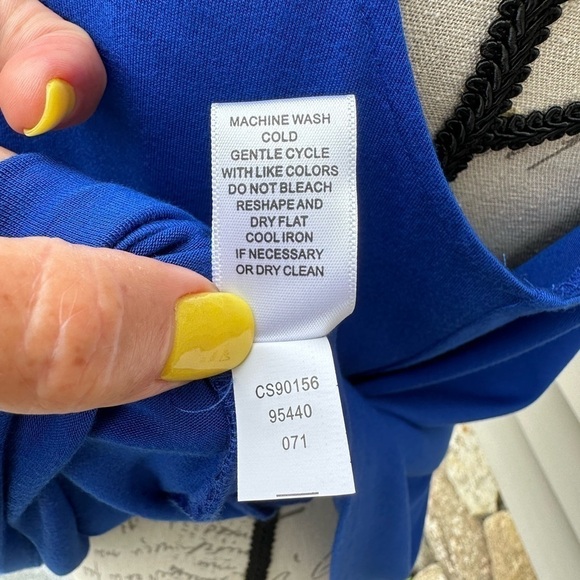 MACHINE WASH
COLD
GENTLE CYCLE
WITH LIKE COLORS
DO NOT BLEACH
RESHAPE AND
DRY FLAT
COOL IRON
IF NECESSARY
OR DRY CLEAN
CS90156
95440
071